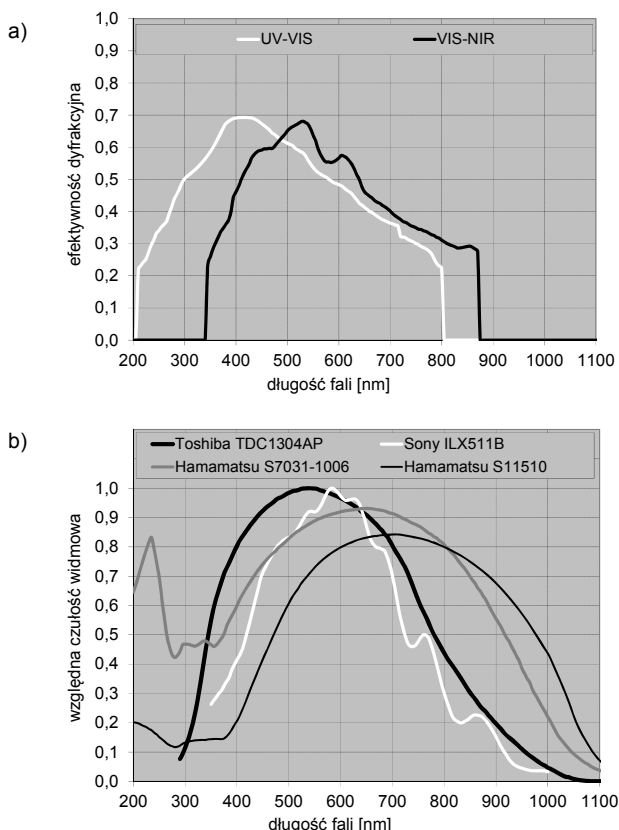 a)
UV-VIS VIS-NIR
efektywność dyfrakcyjna
1,0
0,9
0,8
0,7
0,6
0,5
0,4
0,3
0,2
0,1
0,0
200 300 400 500 600 700 800 900 1000 1100
długość fali [nm]
b)
Toshiba TDC1304AP Sony ILX511B
Hamamatsu S7031-1006 Hamamatsu S11510
względna czułość widmowa
1,0
0,9
0,8
0,7
0,6
0,5
0,4
0,3
0,2
0,1
0,0
200 300 400 500 600 700 800 900 1000 1100
długość fali [nm]